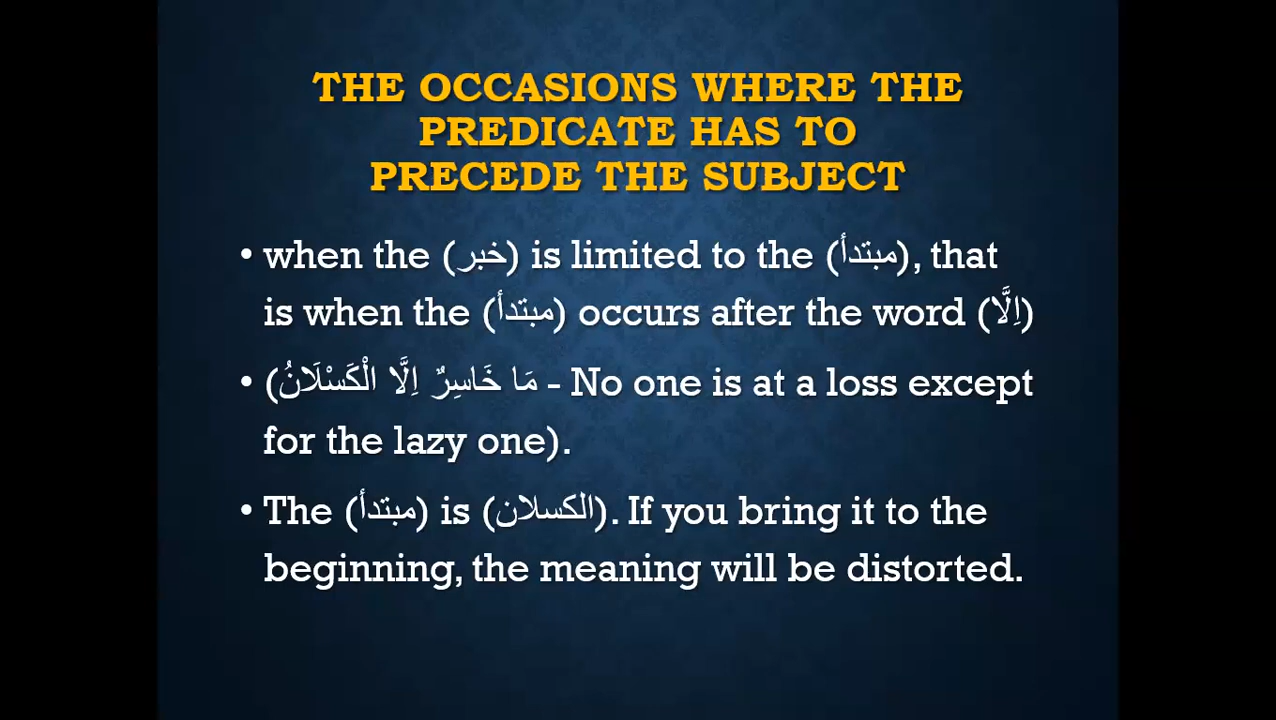 THE OCCASIONS WHERE THE
PREDICATE HAS TO
PRECEDE THE SUBJECT
• when the (خبر) is limited to the (مبتدأ), that
is when the (مبتدأ) occurs after the word (اِلَّا)
• (مَا خَاسِرٌ اِلَّا الْكَسْلَانُ - No one is at a loss except
for the lazy one).
• The (مبتدأ) is (الكسلان). If you bring it to the
beginning, the meaning will be distorted.